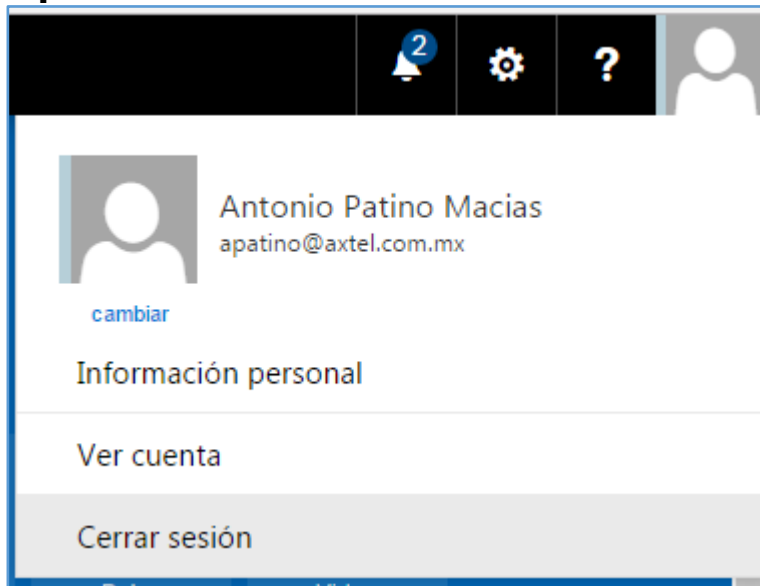 2
?
Antonio Patino Macias
apatino@axtel.com.mx
cambiar
Información personal
Ver cuenta
Cerrar sesión